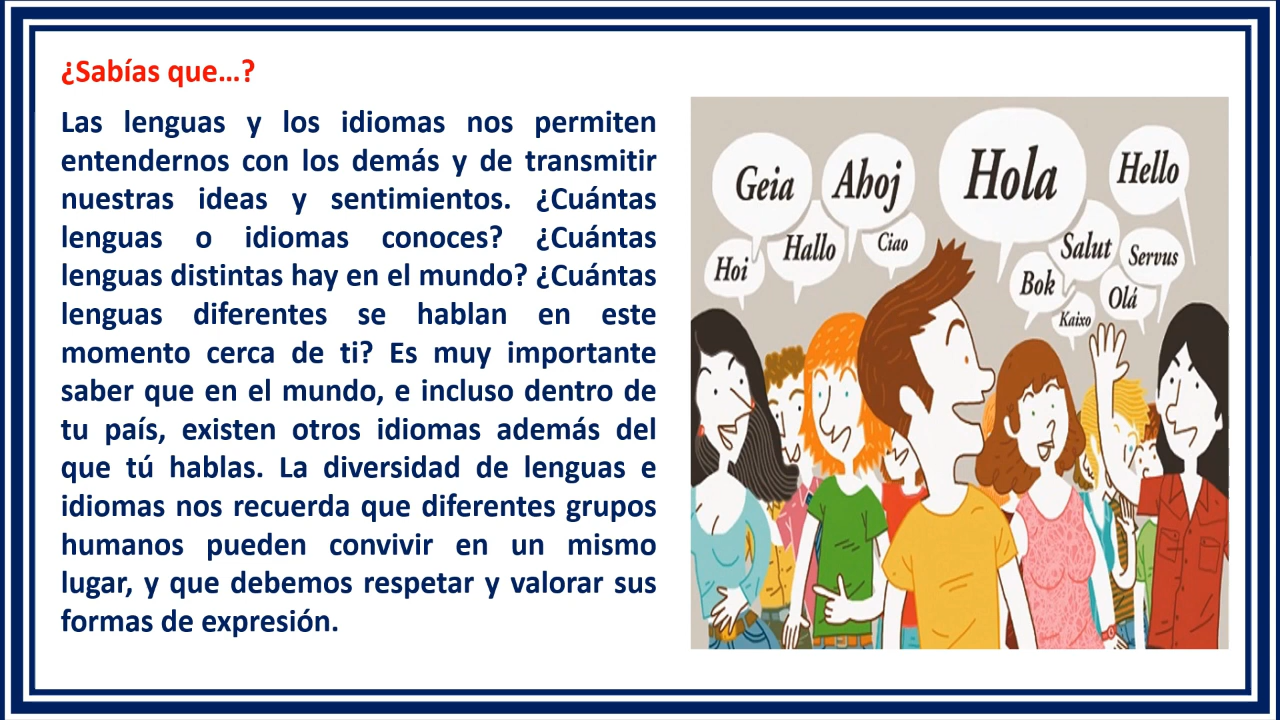 ¿Sabías que…?
Las lenguas y los idiomas nos permiten
entendernos con los demás y de transmitir
nuestras ideas y sentimientos. ¿Cuántas
lenguas o idiomas conoces? ¿Cuántas
lenguas distintas hay en el mundo? ¿Cuántas
lenguas diferentes se hablan en este
momento cerca de ti? Es muy importante
saber que en el mundo, e incluso dentro de
tu país, existen otros idiomas además del
que tú hablas. La diversidad de lenguas e
idiomas nos recuerda que diferentes grupos
humanos pueden convivir en un mismo
lugar, y que debemos respetar y valorar sus
formas de expresión.
Geia
Ahoj
Hola
Hello
Hoi
Hallo
Ciao
Salut
Servus
Bok
Olá
Kaixo